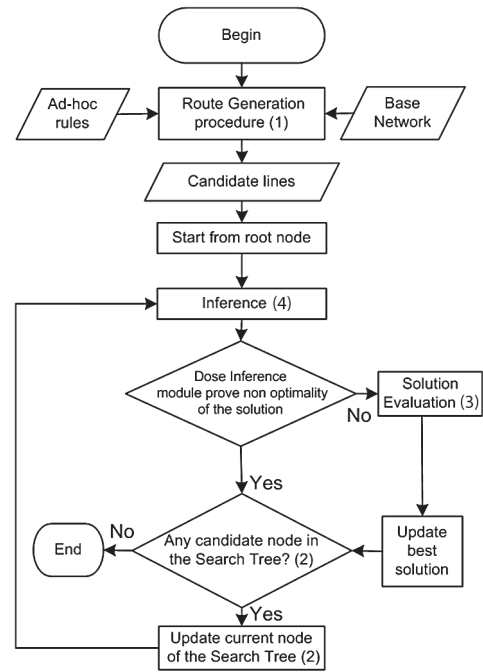 Begin
Ad-hoc
rules
Route Generation
procedure (1)
Base
Network
Candidate lines
Start from root node
Inference (4)
Dose Inference
module prove non optimality
of the solution
No
Solution
Evaluation (3)
Yes
Update
best
solution
Any candidate node in
the Search Tree? (2)
No
End
Yes
Update current node
of the Search Tree (2)